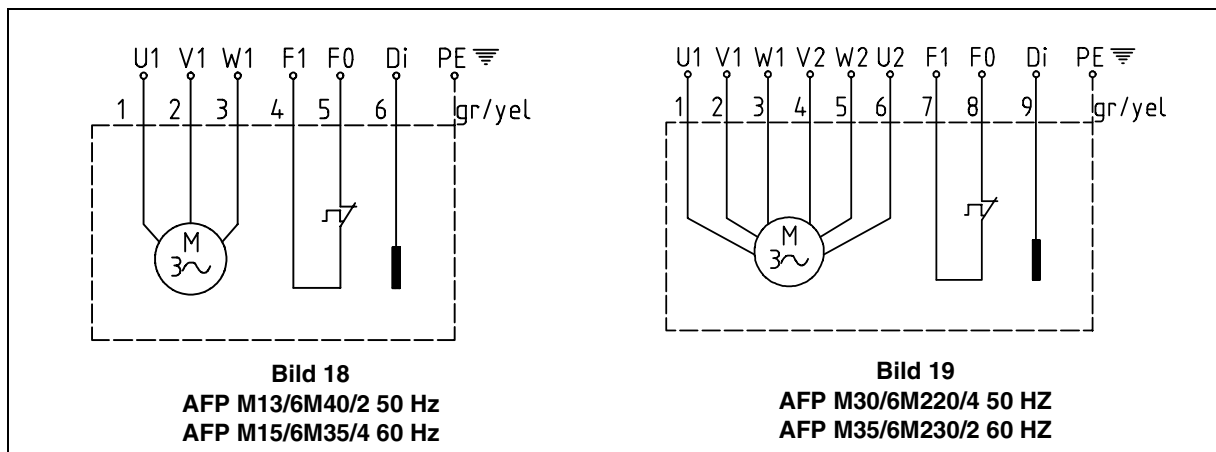 U1 V1 W1 F1 F0 Di PE
1 2 3 4 5 6 gr/yel
M
3~
Bild 18
AFP M13/6M40/2 50 Hz
AFP M15/6M35/4 60 Hz
U1 V1 W1 V2 W2 U2 F1 F0 Di PE
1 2 3 4 5 6 7 8 9 gr/yel
M
3~
Bild 19
AFP M30/6M220/4 50 HZ
AFP M35/6M230/2 60 HZ